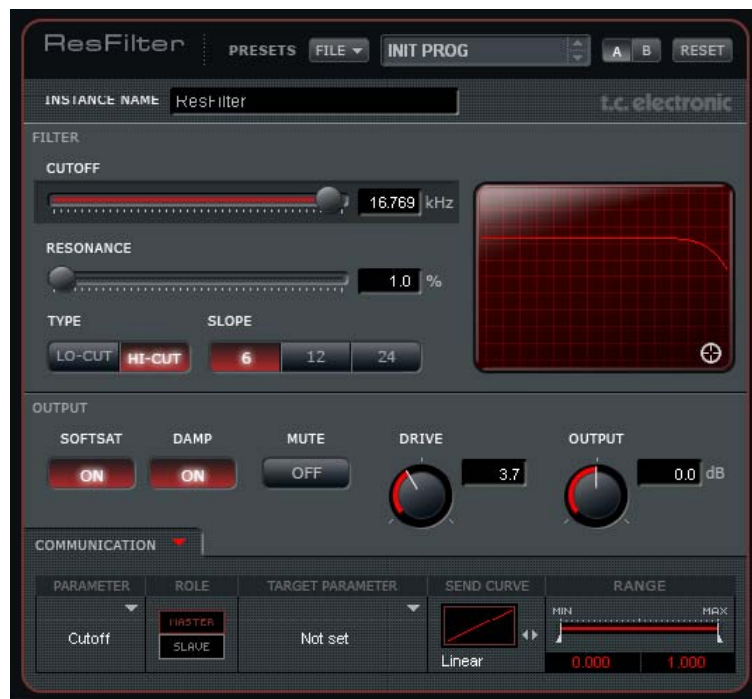 ResFilter PRESETS FILE INIT PROG A B RESET
INSTANCE NAME ResFilter t.c. electronic
FILTER
CUTOFF
16.769 kHz
RESONANCE
1.0 %
TYPE SLOPE
LO-CUT HI-CUT 6 12 24
OUTPUT
SOFTSAT DAMP MUTE DRIVE OUTPUT
ON ON OFF 3.7 0.0 dB
COMMUNICATION
PARAMETER ROLE TARGET PARAMETER SEND CURVE RANGE
MIN MAX
Cutoff MASTER SLAVE Not set Linear 0.000 1.000